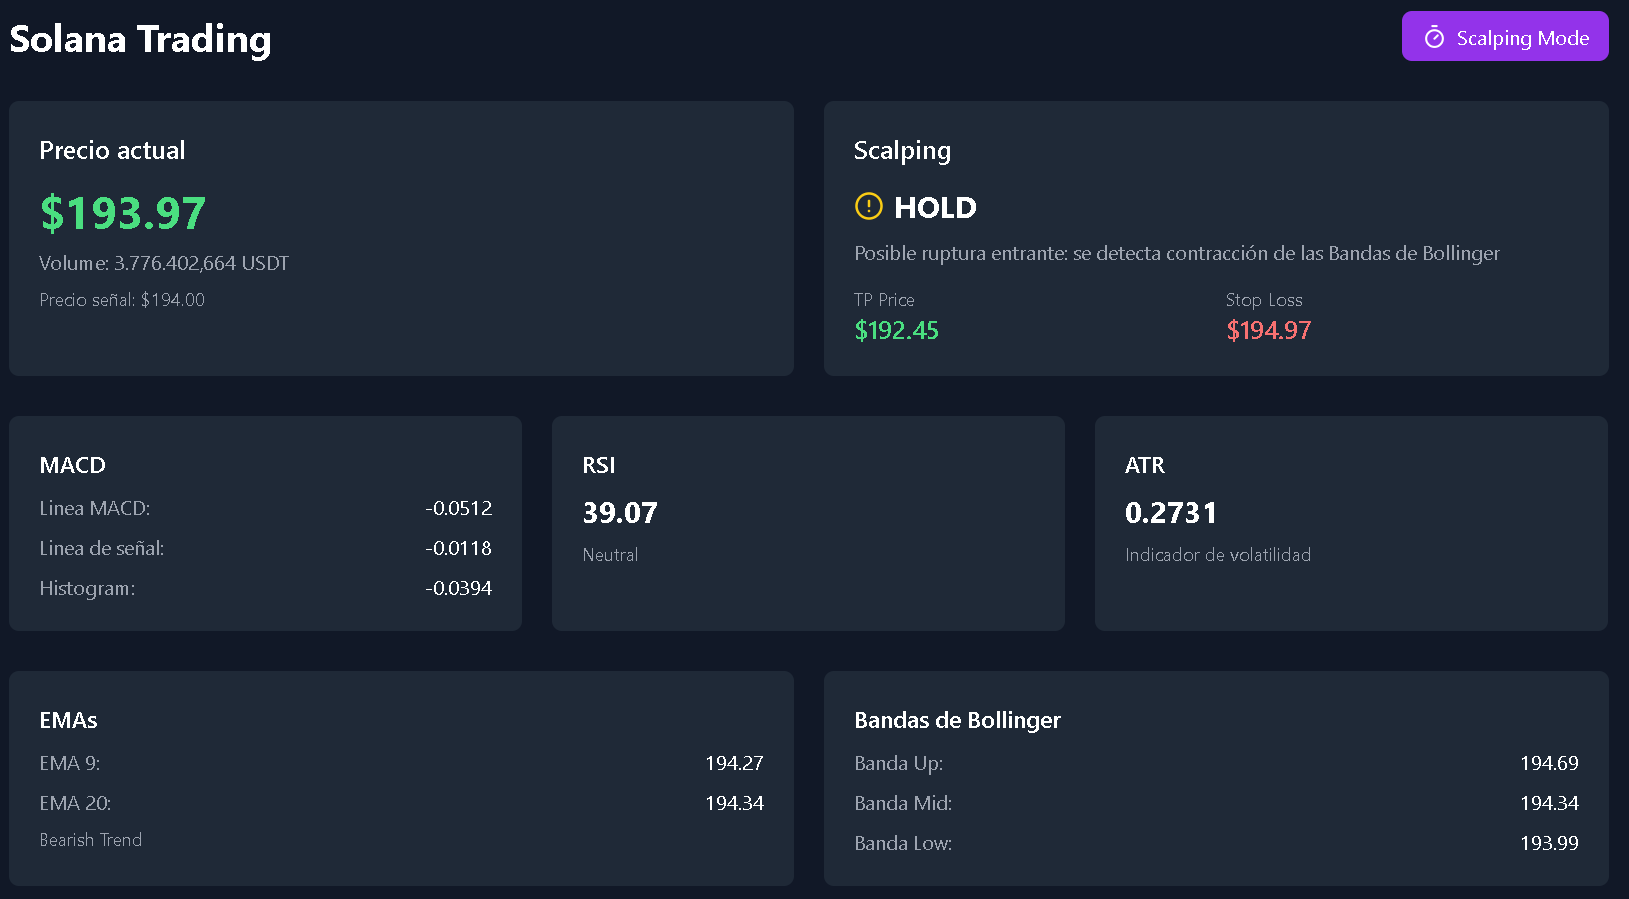 Solana Trading
Scalping Mode
Precio actual
$193.97
Volume: 3.776.402,664 USDT
Precio señal: $194.00
Scalping
HOLD
Posible ruptura entrante: se detecta contracción de las Bandas de Bollinger
TP Price
$192.45
Stop Loss
$194.97
MACD
Linea MACD: -0.0512
Linea de señal: -0.0118
Histogram: -0.0394
RSI
39.07
Neutral
ATR
0.2731
Indicador de volatilidad
EMAs
EMA 9: 194.27
EMA 20: 194.34
Bearish Trend
Bandas de Bollinger
Banda Up: 194.69
Banda Mid: 194.34
Banda Low: 193.99